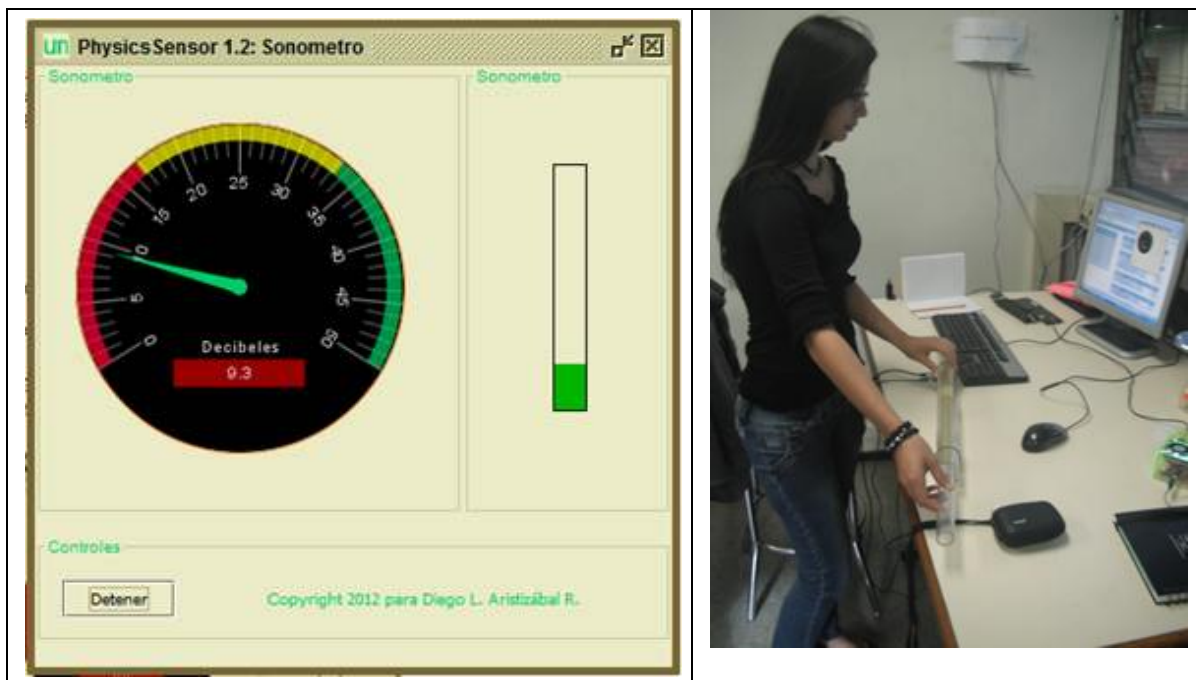 un PhysicsSensor 1.2: Sonometro
Sonometro
Sonometro
0
5
10
15
20
25
30
35
40
45
50
Decibeles
9.3
Controles
Detener
Copyright 2012 para Diego L. Aristizábal R.